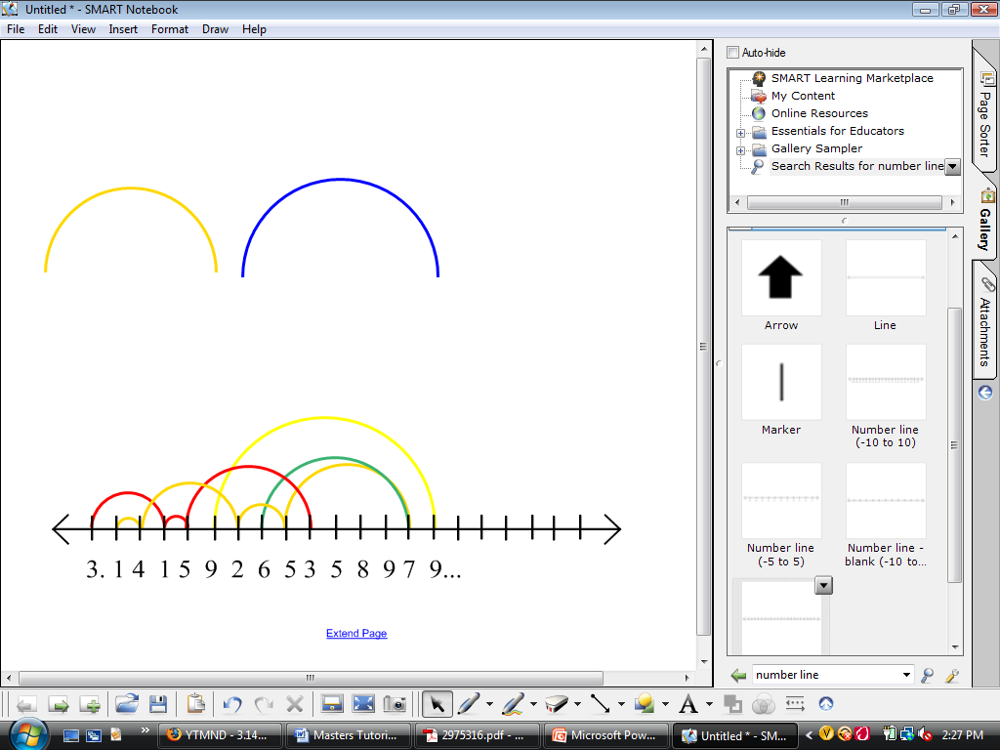 Untitled * - SMART Notebook
File Edit View Insert Format Draw Help
Auto-hide
SMART Learning Marketplace
My Content
Online Resources
Essentials for Educators
Gallery Sampler
Search Results for number line
Page Sorter
Gallery
Attachments
Arrow
Line
Marker
Number line
(-10 to 10)
Number line
(-5 to 5)
Number line -
blank (-10 to...
3. 1 4 1 5 9 2 6 5 3 5 8 9 7 9...
Extend Page
number line
A
YTMND - 3.14...
Masters Tutori...
2975316.pdf - ...
Microsoft Pow...
Untitled * - SM...
2:27 PM